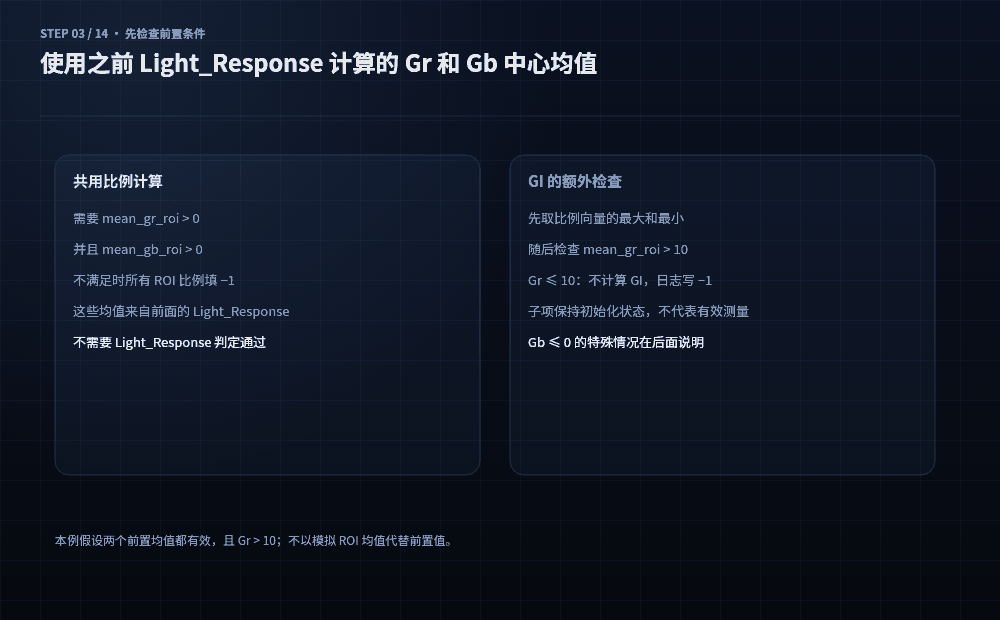 STEP 03 / 14 · 先检查前置条件
使用之前 Light_Response 计算的 Gr 和 Gb 中心均值
共用比例计算
需要 mean_gr_roi > 0
并且 mean_gb_roi > 0
不满足时所有 ROI 比例填 −1
这些均值来自前面的 Light_Response
不需要 Light_Response 判定通过
GI 的额外检查
先取比例向量的最大和最小
随后检查 mean_gr_roi > 10
Gr ≤ 10：不计算 GI，日志写 −1
子项保持初始化状态，不代表有效测量
Gb ≤ 0 的特殊情况在后面说明
本例假设两个前置均值都有效，且 Gr > 10；不以模拟 ROI 均值代替前置值。